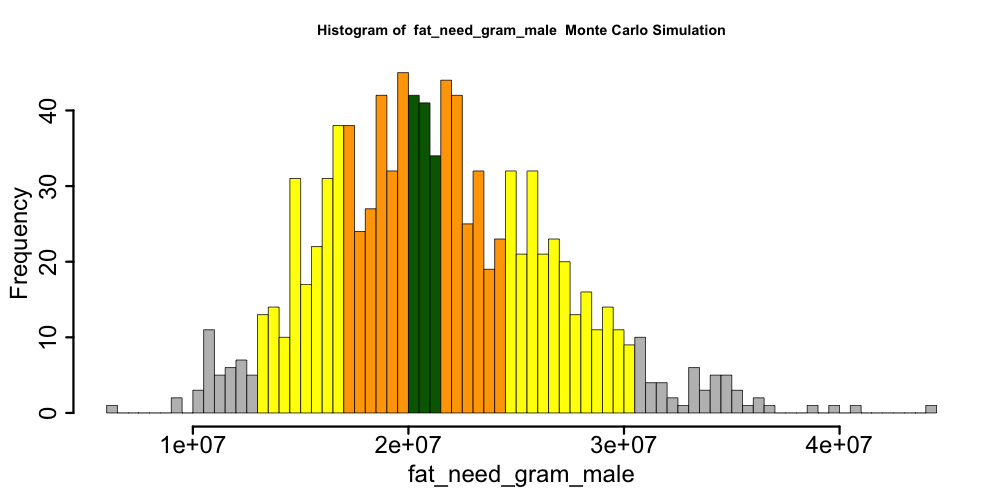 Histogram of fat_need_gram_male Monte Carlo Simulation
40
30
20
10
0
Frequency
1e+07 2e+07 3e+07 4e+07
fat_need_gram_male